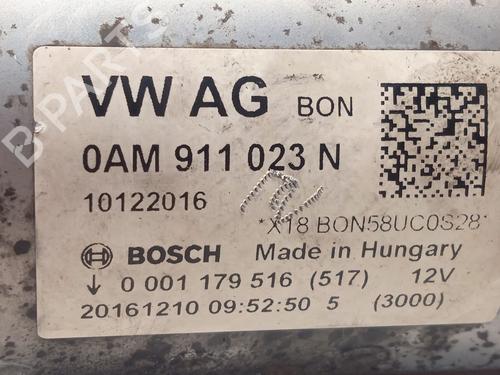 VW AG BON
0AM 911 023 N
10122016
*X18 BON58UC0S28*
BOSCH Made in Hungary
0 001 179 516 (517) 12V
20161210 09:52:50 5 (3000)
B-PARTS